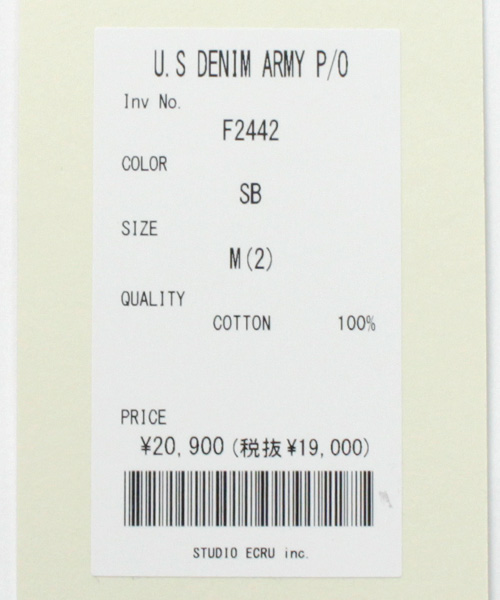 U.S DENIM ARMY P/O
Inv No.
F2442
COLOR
SB
SIZE
M(2)
QUALITY
COTTON 100%
PRICE
¥20,900(税抜¥19,000)
STUDIO ECRU inc.